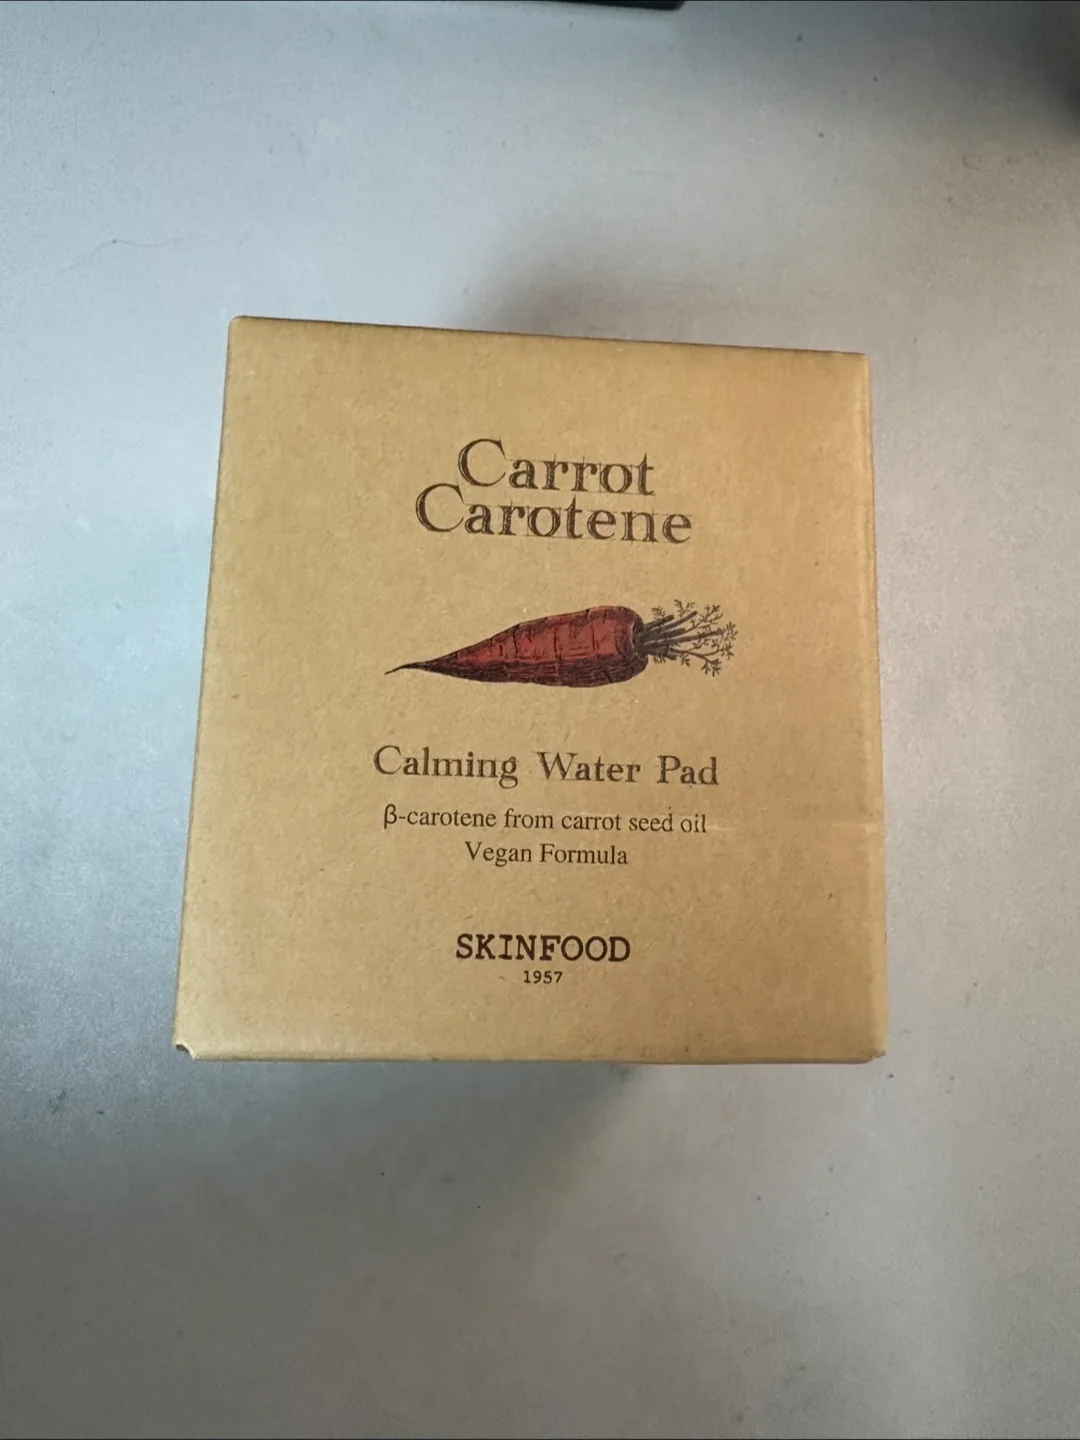 Carrot
Carotene
Calming Water Pad
β-carotene from carrot seed oil
Vegan Formula
SKINFOOD
1957